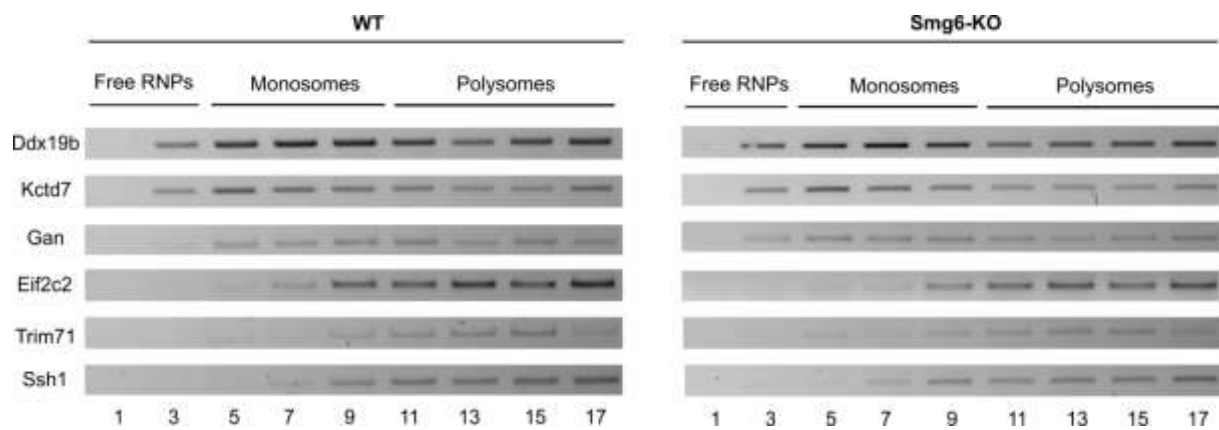 WT Smg6-KO
Free RNPs Monosomes Polysomes Free RNPs Monosomes Polysomes
Ddx19b
Kctd7
Gan
Eif2c2
Trim71
Ssh1
1 3 5 7 9 11 13 15 17 1 3 5 7 9 11 13 15 17